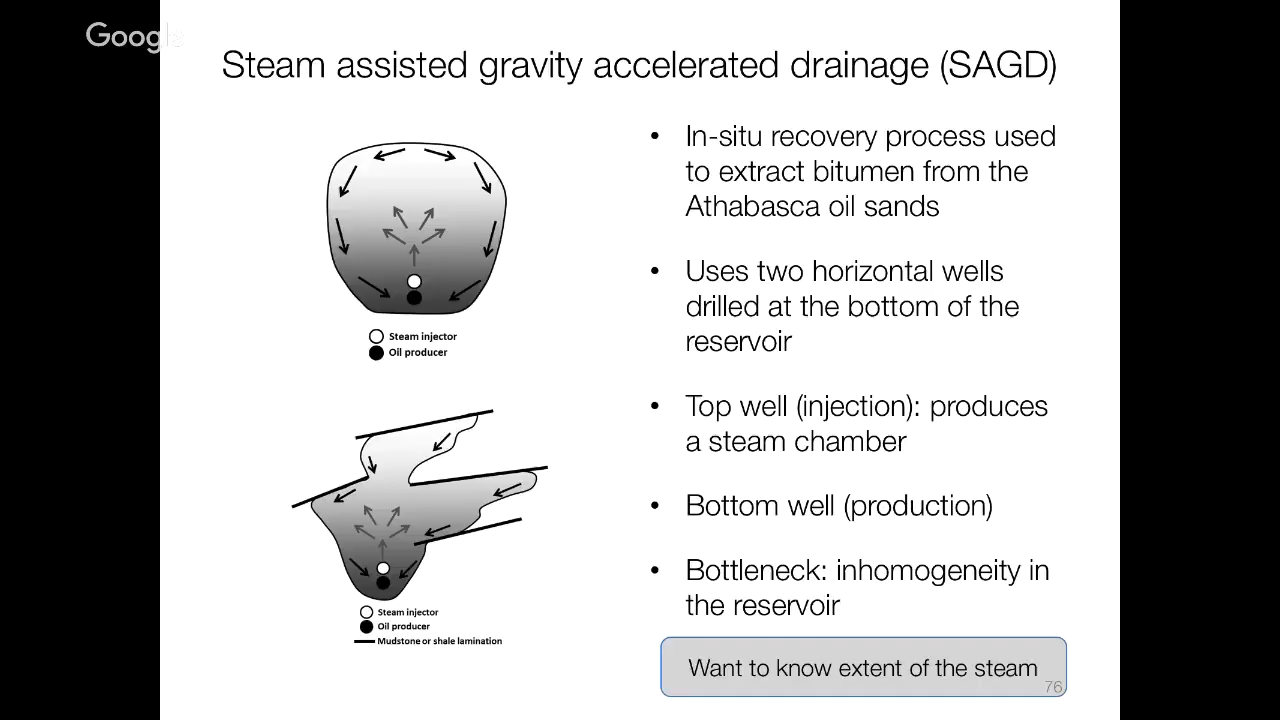 Google
Steam assisted gravity accelerated drainage (SAGD)
Steam injector
Oil producer
Steam injector
Oil producer
Mudstone or shale lamination
• In-situ recovery process used
to extract bitumen from the
Athabasca oil sands
• Uses two horizontal wells
drilled at the bottom of the
reservoir
• Top well (injection): produces
a steam chamber
• Bottom well (production)
• Bottleneck: inhomogeneity in
the reservoir
Want to know extent of the steam
76